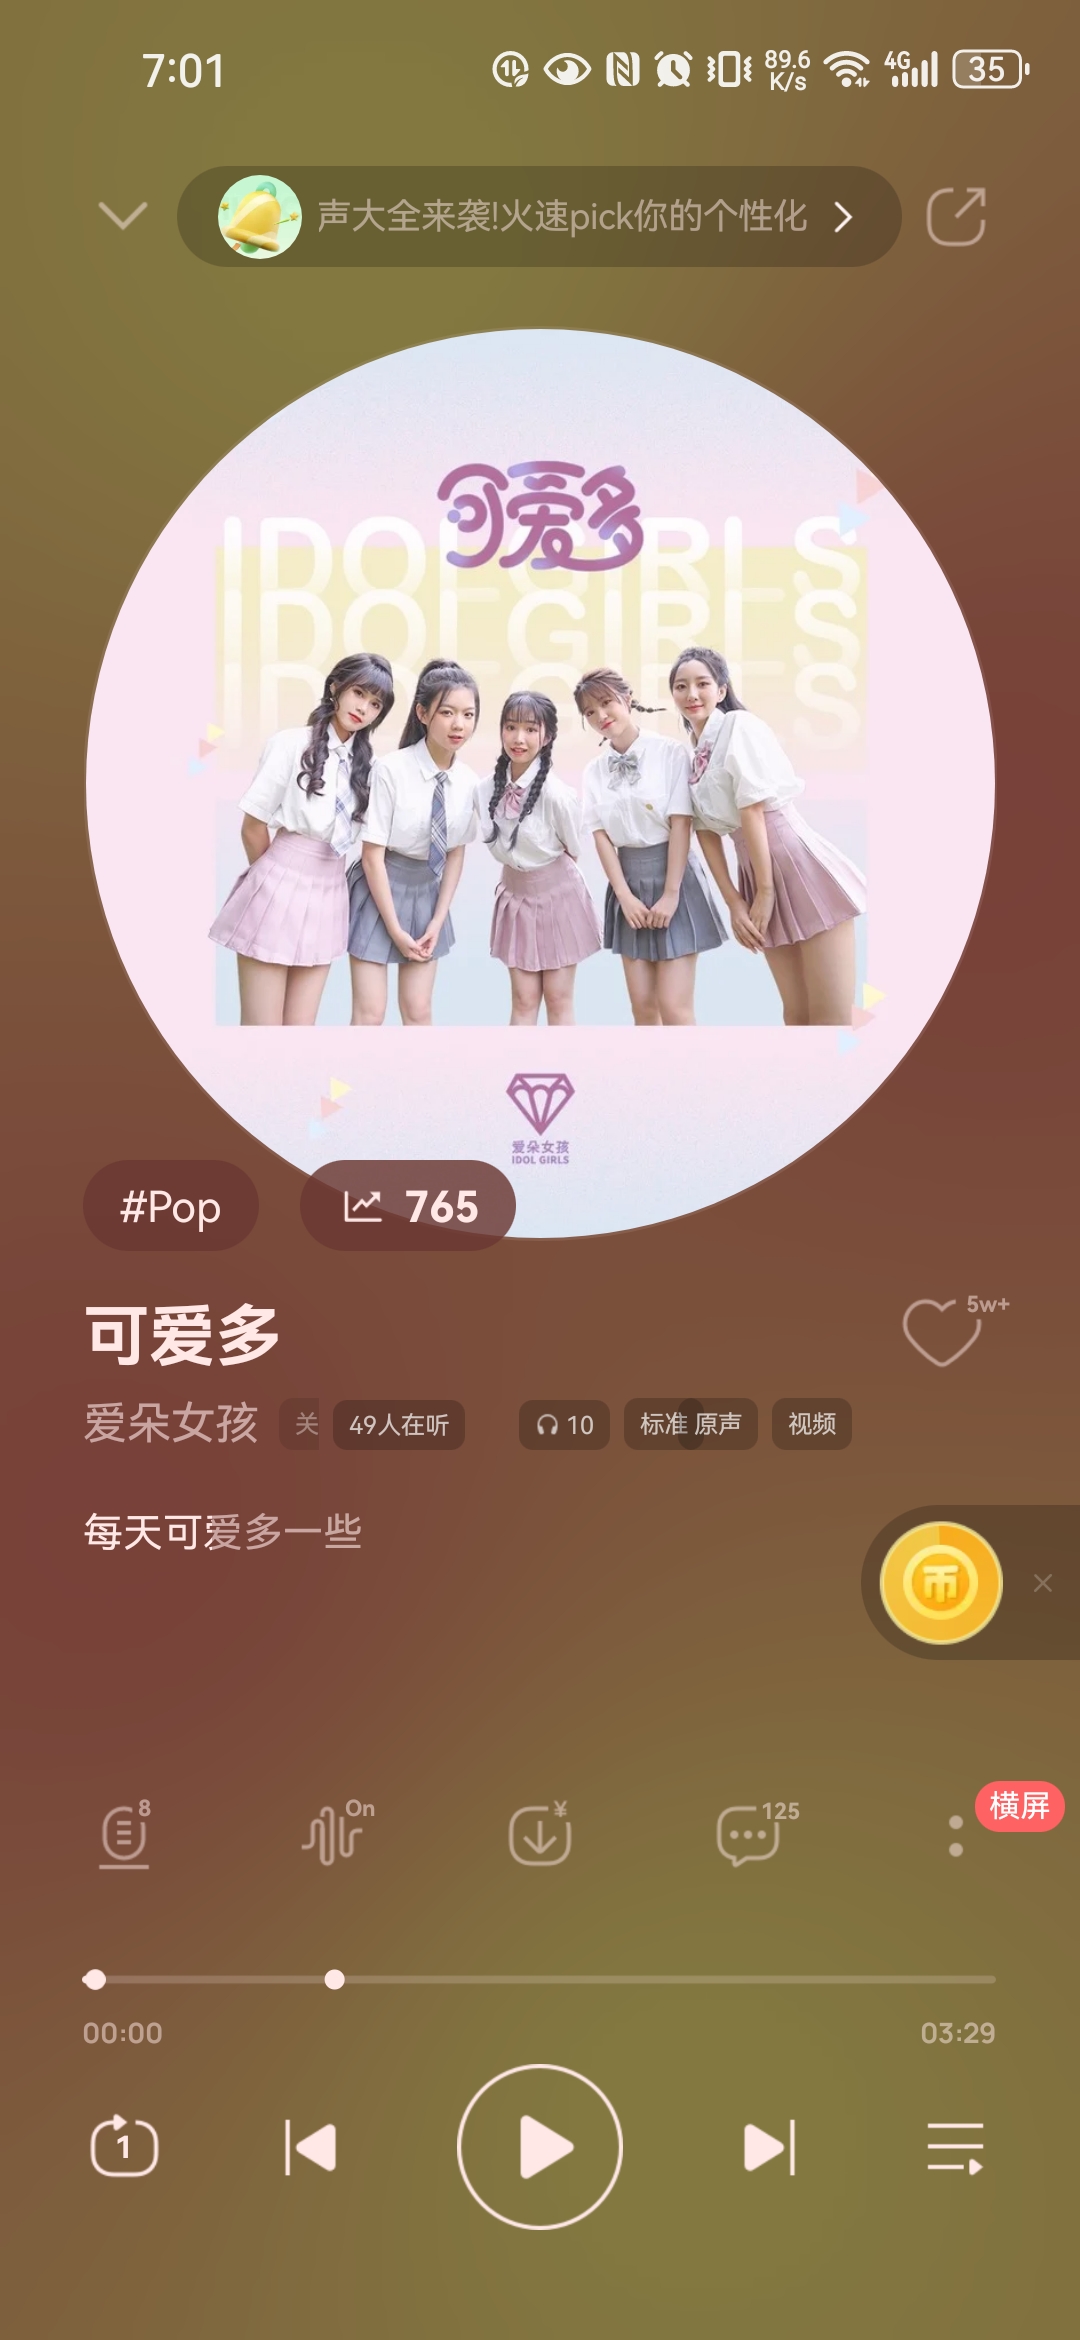 7:01
89.6
K/s
4G
35
声大全来袭!火速pick你的个性化
可爱多
IDOL GIRLS
IDOL GIRLS
IDOL GIRLS
爱朵女孩
IDOL GIRLS
#Pop
765
可爱多
5w+
爱朵女孩 关 49人在听 10 标准 原声 视频
每天可爱多一些
币
8
On
¥
125
横屏
00:00
03:29
1